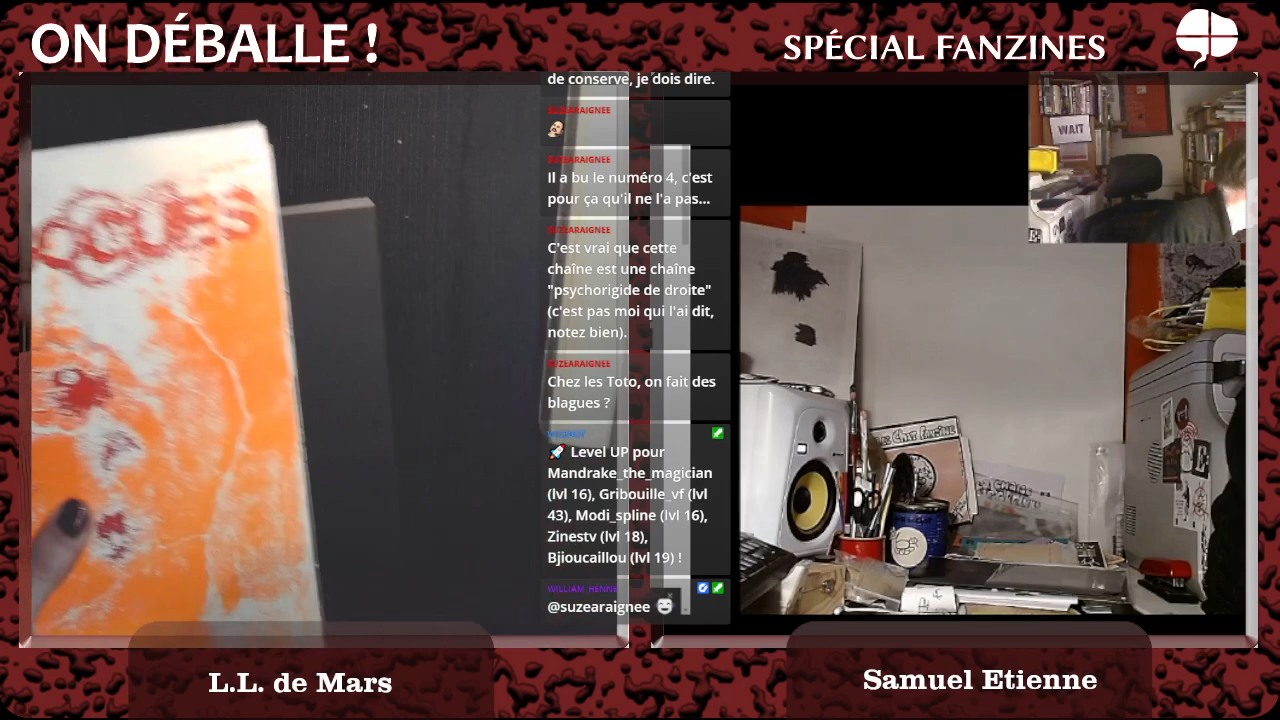 ON DÉBALLE !
SPÉCIAL FANZINES
de conserve, je dois dire.
SUZEARAIGNEE
SUZEARAIGNEE
Il a bu le numéro 4, c'est
pour ça qu'il ne l'a pas...
SUZEARAIGNEE
C'est vrai que cette
chaîne est une chaîne
"psychorigide de droite"
(c'est pas moi qui l'ai dit,
notez bien).
SUZEARAIGNEE
Chez les Toto, on fait des
blagues ?
Level UP pour
Mandrake_the_magician
(lvl 16), Gribouille_vf (lvl
43), Modi_spline (lvl 16),
Zinestv (lvl 18),
Bjioucaillou (lvl 19) !
WILLIAM_HENNE
@suzearaignee
WAIT
L.L. de Mars
Samuel Etienne